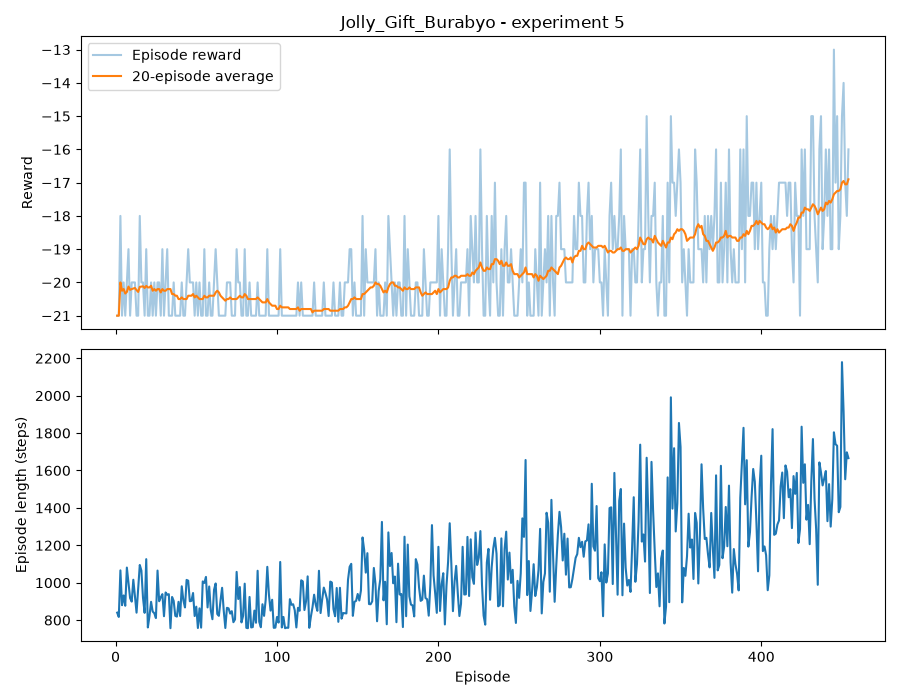 Jolly_Gift_Burabyo - experiment 5
Episode reward
20-episode average
Reward
−13
−14
−15
−16
−17
−18
−19
−20
−21
Episode length (steps)
2200
2000
1800
1600
1400
1200
1000
800
0 100 200 300 400
Episode